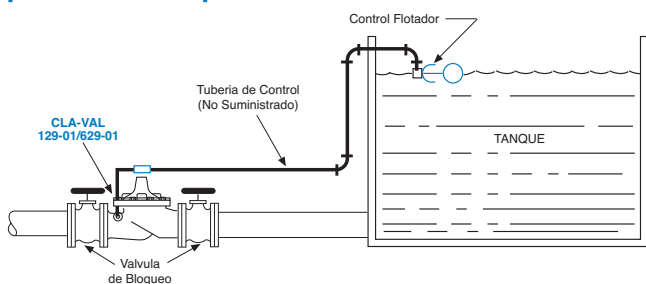 Control Flotador
Tuberia de Control
(No Suministrado)
CLA-VAL
129-01/629-01
TANQUE
Valvula
de Bloqueo